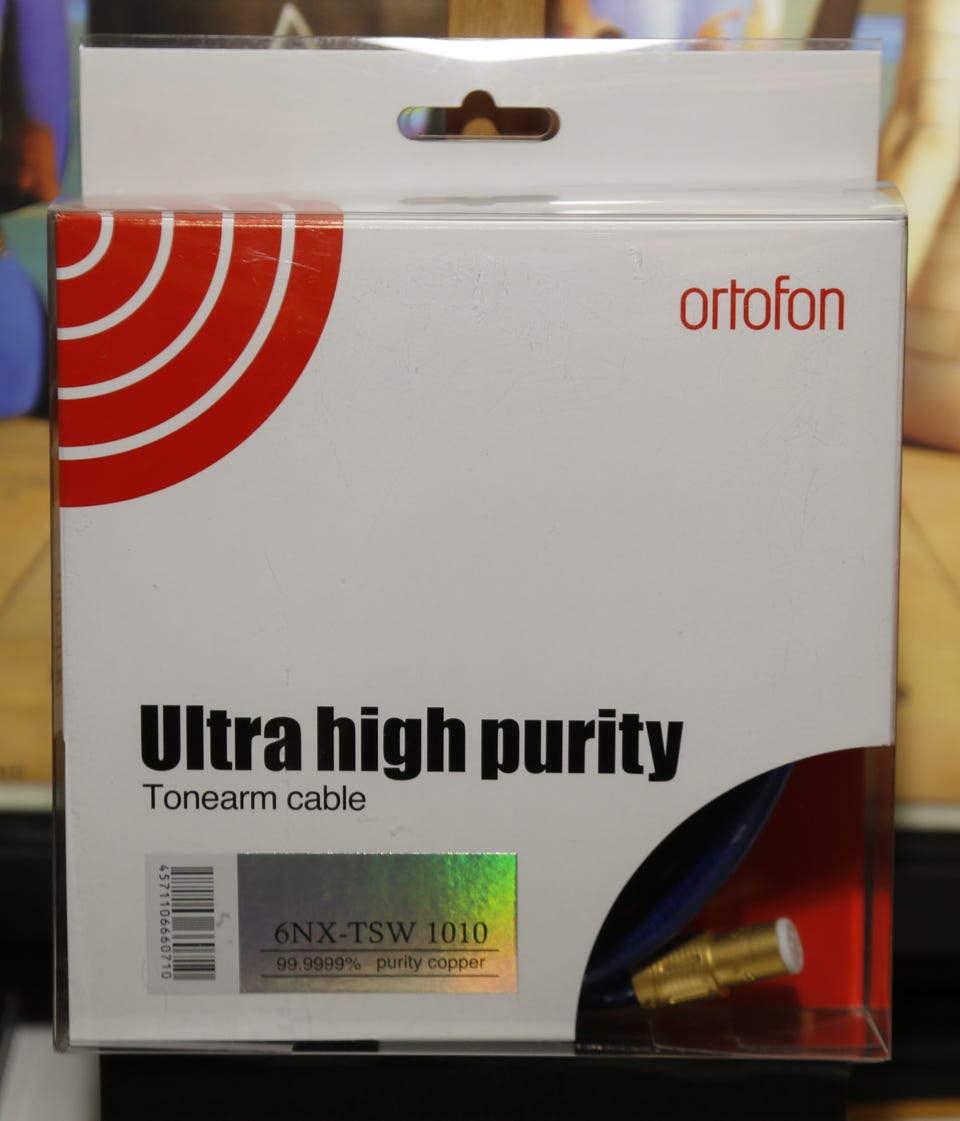 ortofon
Ultra high purity
Tonearm cable
4571106660710
6NX-TSW 1010
99.9999% purity copper